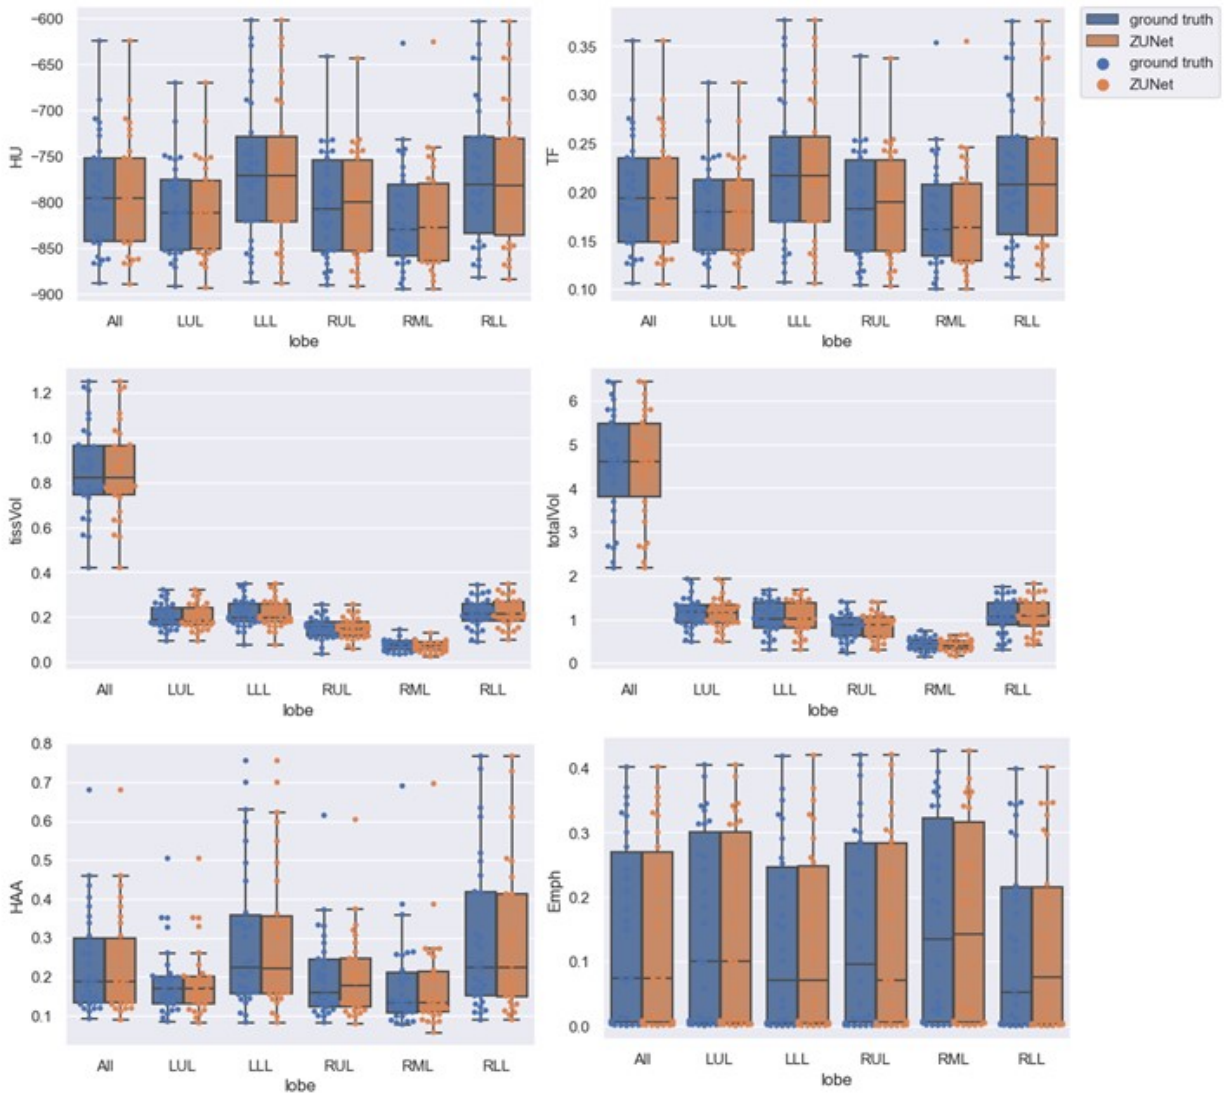 ground truth
ZUNet
ground truth
ZUNet
HU
−600
−650
−700
−750
−800
−850
−900
All LUL LLL RUL RML RLL
lobe
TF
0.35
0.30
0.25
0.20
0.15
0.10
All LUL LLL RUL RML RLL
lobe
tissVol
1.2
1.0
0.8
0.6
0.4
0.2
0.0
All LUL LLL RUL RML RLL
lobe
totalVol
6
5
4
3
2
1
0
All LUL LLL RUL RML RLL
lobe
HAA
0.8
0.7
0.6
0.5
0.4
0.3
0.2
0.1
All LUL LLL RUL RML RLL
lobe
Emph
0.4
0.3
0.2
0.1
0.0
All LUL LLL RUL RML RLL
lobe